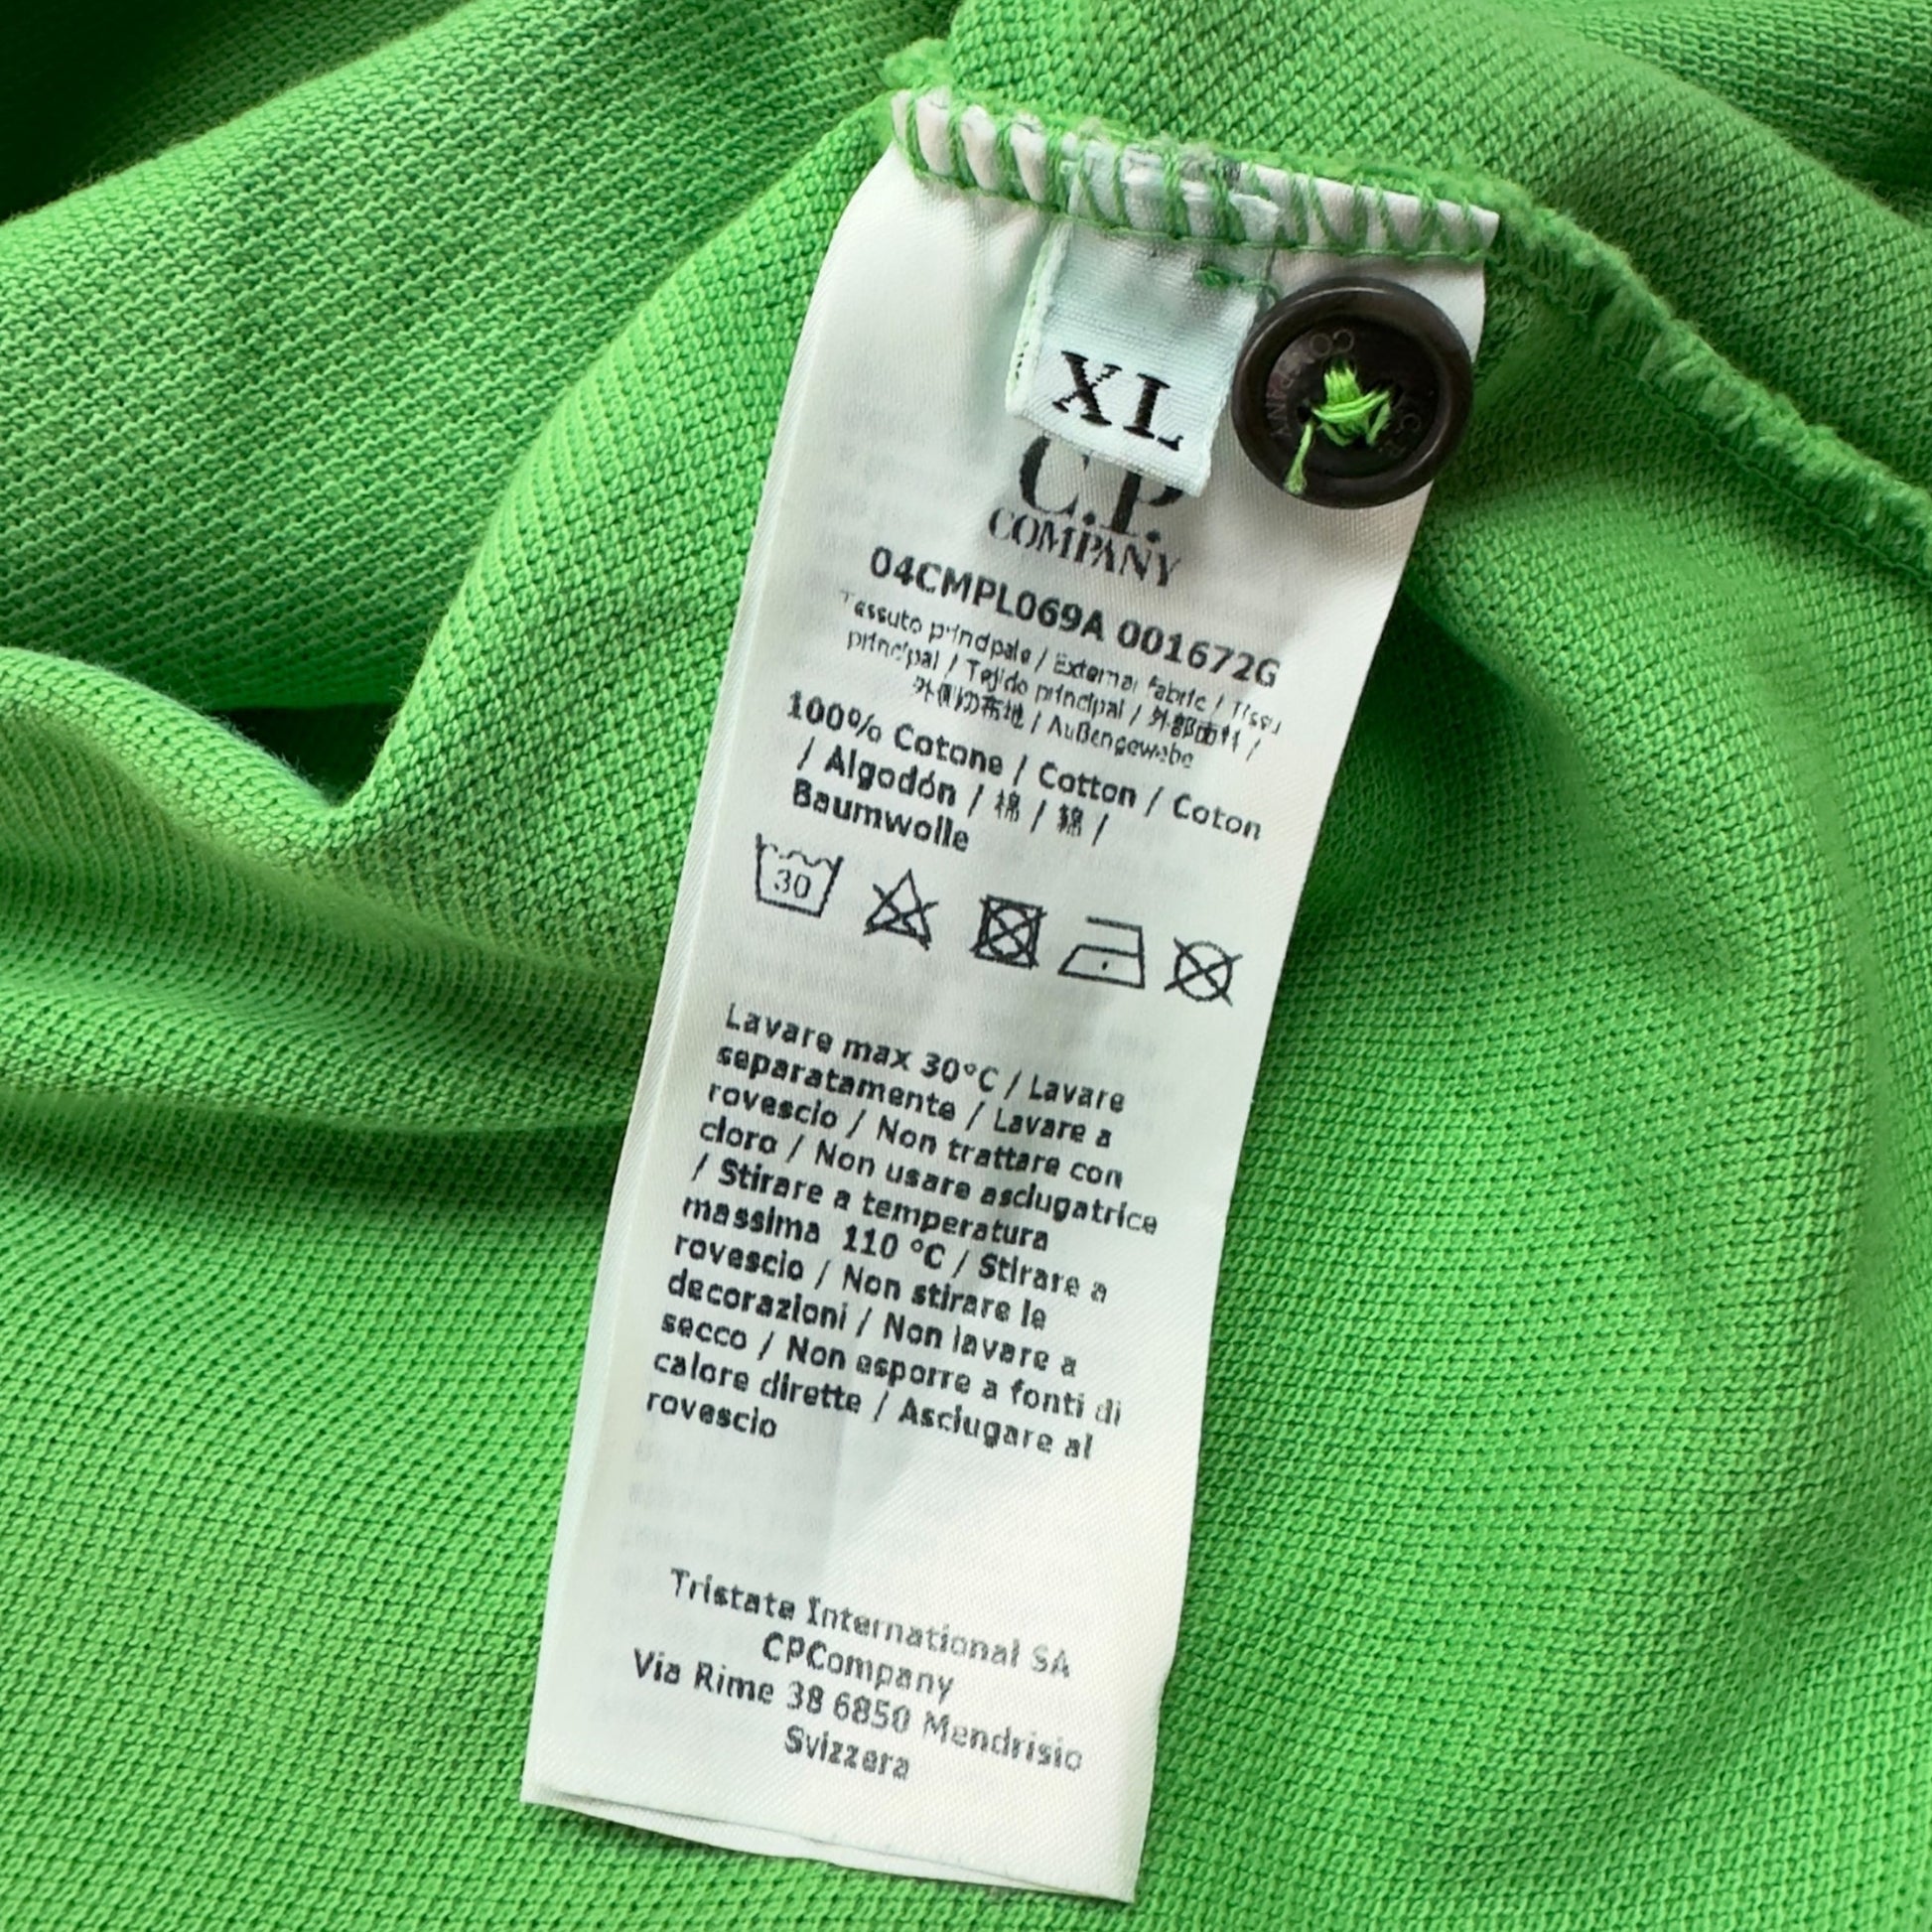 XL
C.P.
COMPANY
04CMPL069A 001672G
Tessuto principale / External fabric / Tissu
principal / Tejido principal / 外部面料 /
外側の布地 / Außengewebe
100% Cotone / Cotton / Coton
/ Algodón / 棉 / 綿 /
Baumwolle
30
Lavare max 30°C / Lavare
separatamente / Lavare a
rovescio / Non trattare con
cloro / Non usare asciugatrice
/ Stirare a temperatura
massima 110 °C / Stirare a
rovescio / Non stirare le
decorazioni / Non lavare a
secco / Non esporre a fonti di
calore dirette / Asciugare al
rovescio
Tristate International SA
CPCompany
Via Rime 38 6850 Mendrisio
Svizzera
C.P. COMPANY